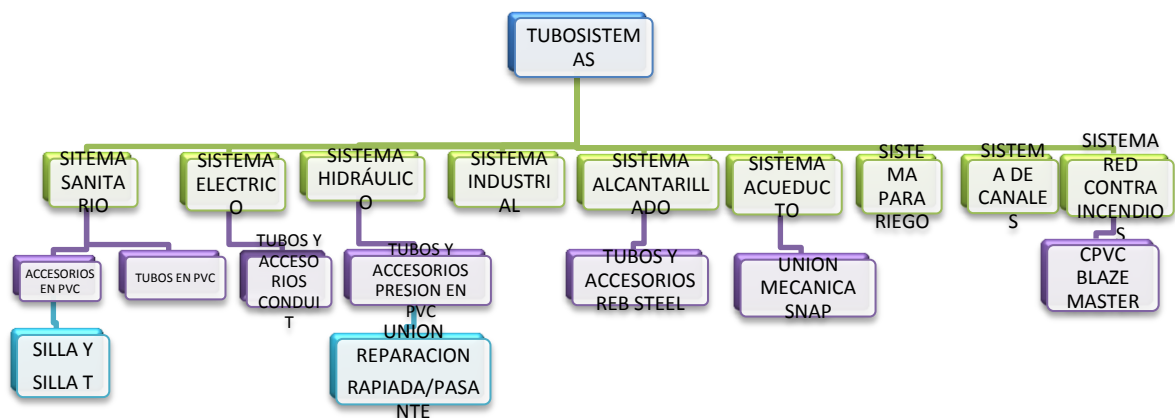 TUBOSISTEM
AS
SITEMA
SANITA
RIO
SISTEMA
ELECTRIC
O
SISTEMA
HIDRÁULIC
O
SISTEMA
INDUSTRI
AL
SISTEMA
ALCANTARILL
ADO
SISTEMA
ACUEDUC
TO
SISTE
MA
PARA
RIEGO
SISTEM
A DE
CANALE
S
SISTEMA
RED
CONTRA
INCENDIO
S
ACCESORIOS
EN PVC
TUBOS EN PVC
TUBOS Y
ACCESO
RIOS
CONDUI
T
TUBOS Y
ACCESORIOS
PRESION EN
PVC
TUBOS Y
ACCESORIOS
REB STEEL
UNION
MECANICA
SNAP
CPVC
BLAZE
MASTER
SILLA Y
SILLA T
UNION
REPARACION
RAPIADA/PASA
NTE